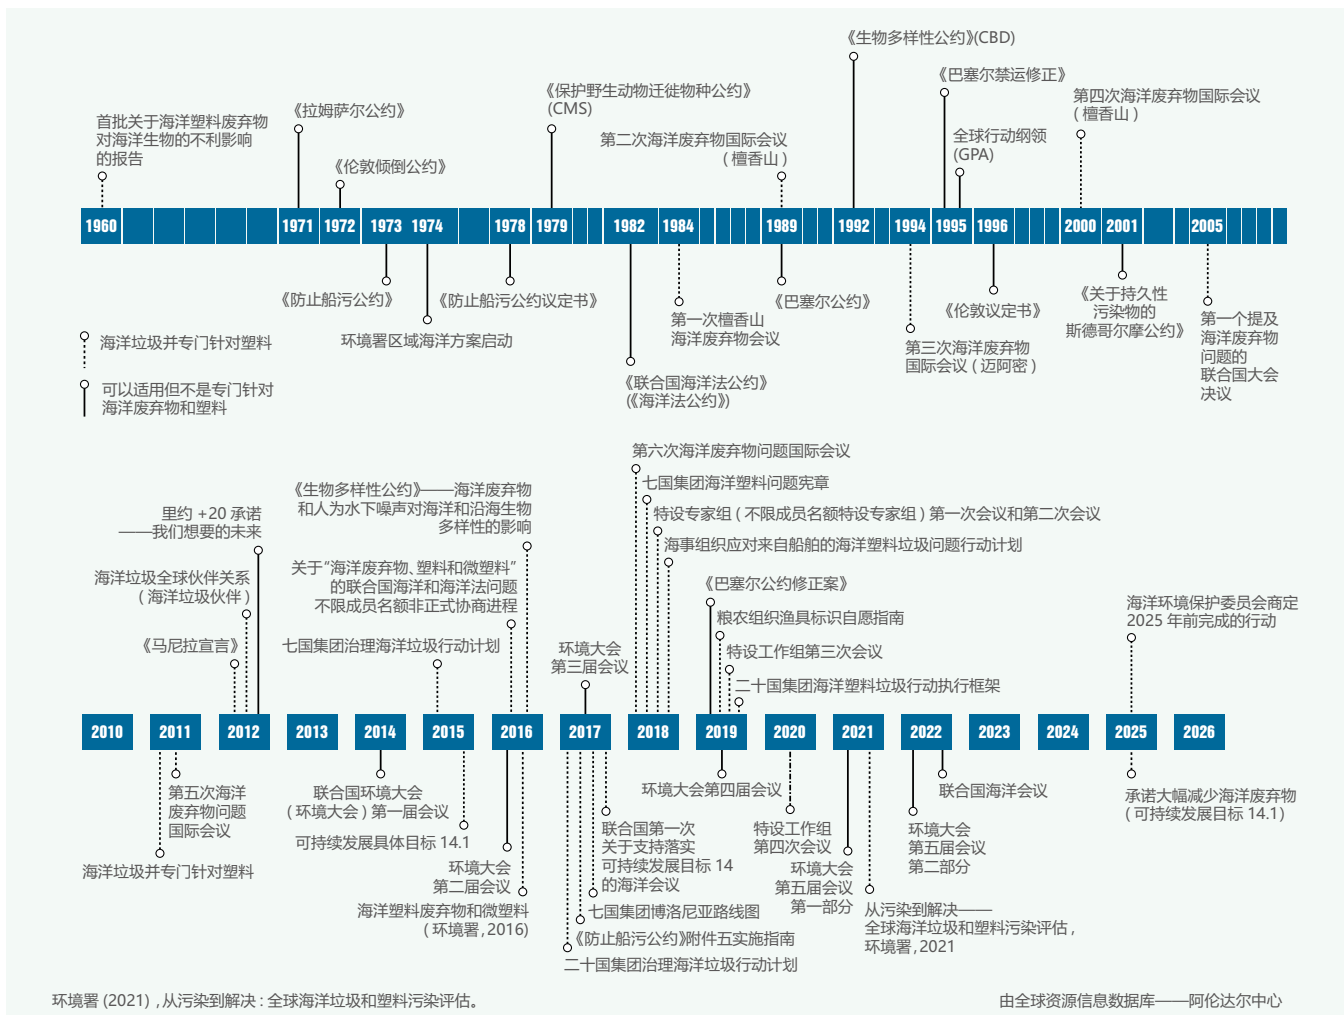 《生物多样性公约》(CBD)
《巴塞尔禁运修正》
《保护野生动物迁徙物种公约》
(CMS)
第四次海洋废弃物国际会议
(檀香山)
《拉姆萨尔公约》
首批关于海洋塑料废弃物
对海洋生物的不利影响
的报告
第二次海洋废弃物国际会议
(檀香山)
全球行动纲领
(GPA)
《伦敦倾倒公约》
1960 1971 1972 1973 1974 1978 1979 1982 1984 1989 1992 1994 1995 1996 2000 2001 2005
《防止船污公约》
《防止船污公约议定书》
《巴塞尔公约》
《伦敦议定书》
《关于持久性
污染物的
斯德哥尔摩公约》
环境署区域海洋方案启动
第一次檀香山
海洋废弃物会议
第三次海洋废弃物
国际会议(迈阿密)
第一个提及
海洋废弃物
问题的
联合国大会
决议
《联合国海洋法公约》
(《海洋法公约》)
海洋垃圾并专门针对塑料
可以适用但不是专门针对
海洋废弃物和塑料
第六次海洋废弃物问题国际会议
七国集团海洋塑料问题宪章
特设专家组(不限成员名额特设专家组)第一次会议和第二次会议
海事组织应对来自船舶的海洋塑料垃圾问题行动计划
《生物多样性公约》——海洋废弃物
和人为水下噪声对海洋和沿海生物
多样性的影响
里约 +20 承诺
——我们想要的未来
关于“海洋废弃物、塑料和微塑料”
的联合国海洋和海洋法问题
不限成员名额非正式协商进程
海洋垃圾全球伙伴关系
(海洋垃圾伙伴)
《巴塞尔公约修正案》
粮农组织渔具标识自愿指南
特设工作组第三次会议
二十国集团海洋塑料垃圾行动执行框架
海洋环境保护委员会商定
2025 年前完成的行动
《马尼拉宣言》
七国集团治理海洋垃圾行动计划
环境大会
第三届会议
2010 2011 2012 2013 2014 2015 2016 2017 2018 2019 2020 2021 2022 2023 2024 2025 2026
第五次海洋
废弃物问题
国际会议
海洋垃圾并专门针对塑料
联合国环境大会
(环境大会)第一届会议
可持续发展具体目标 14.1
环境大会
第二届会议
海洋塑料废弃物和微塑料
(环境署,2016)
联合国第一次
关于支持落实
可持续发展目标 14
的海洋会议
七国集团博洛尼亚路线图
《防止船污公约》附件五实施指南
二十国集团治理海洋垃圾行动计划
环境大会第四届会议
特设工作组
第四次会议
环境大会
第五届会议
第一部分
从污染到解决——
全球海洋垃圾和塑料污染评估,
环境署,2021
环境大会
第五届会议
第二部分
联合国海洋会议
承诺大幅减少海洋废弃物
(可持续发展目标 14.1)
环境署(2021),从污染到解决:全球海洋垃圾和塑料污染评估。
由全球资源信息数据库——阿伦达尔中心